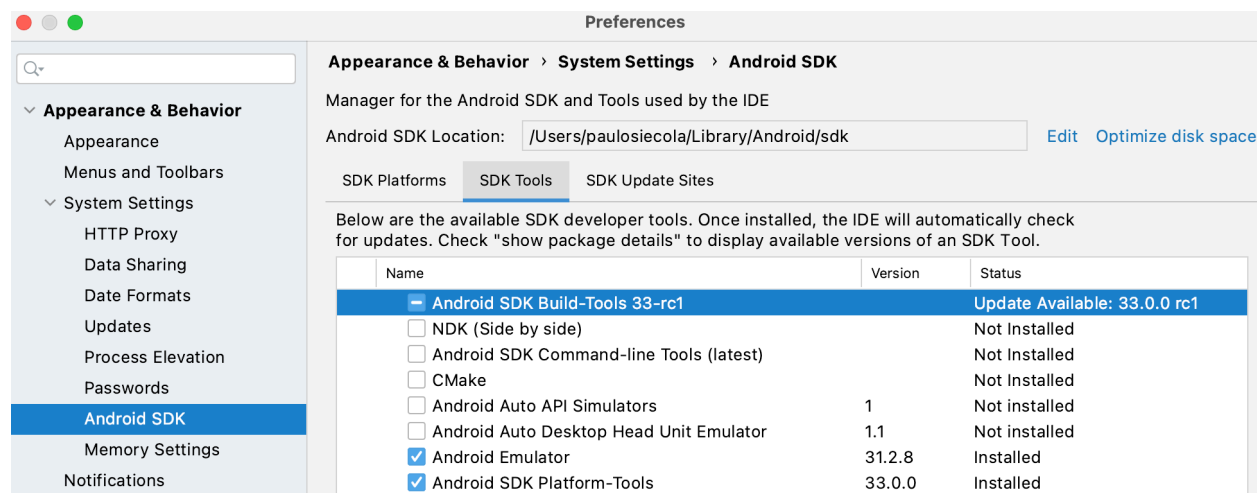 Preferences
Appearance & Behavior › System Settings › Android SDK
Manager for the Android SDK and Tools used by the IDE
Android SDK Location: /Users/paulosiecola/Library/Android/sdk Edit Optimize disk space
Appearance & Behavior
Appearance
Menus and Toolbars
System Settings
HTTP Proxy
Data Sharing
Date Formats
Updates
Process Elevation
Passwords
Android SDK
Memory Settings
Notifications
SDK Platforms SDK Tools SDK Update Sites
Below are the available SDK developer tools. Once installed, the IDE will automatically check
for updates. Check "show package details" to display available versions of an SDK Tool.
Name Version Status
Android SDK Build-Tools 33-rc1 Update Available: 33.0.0 rc1
NDK (Side by side) Not Installed
Android SDK Command-line Tools (latest) Not Installed
CMake Not Installed
Android Auto API Simulators 1 Not installed
Android Auto Desktop Head Unit Emulator 1.1 Not installed
Android Emulator 31.2.8 Installed
Android SDK Platform-Tools 33.0.0 Installed